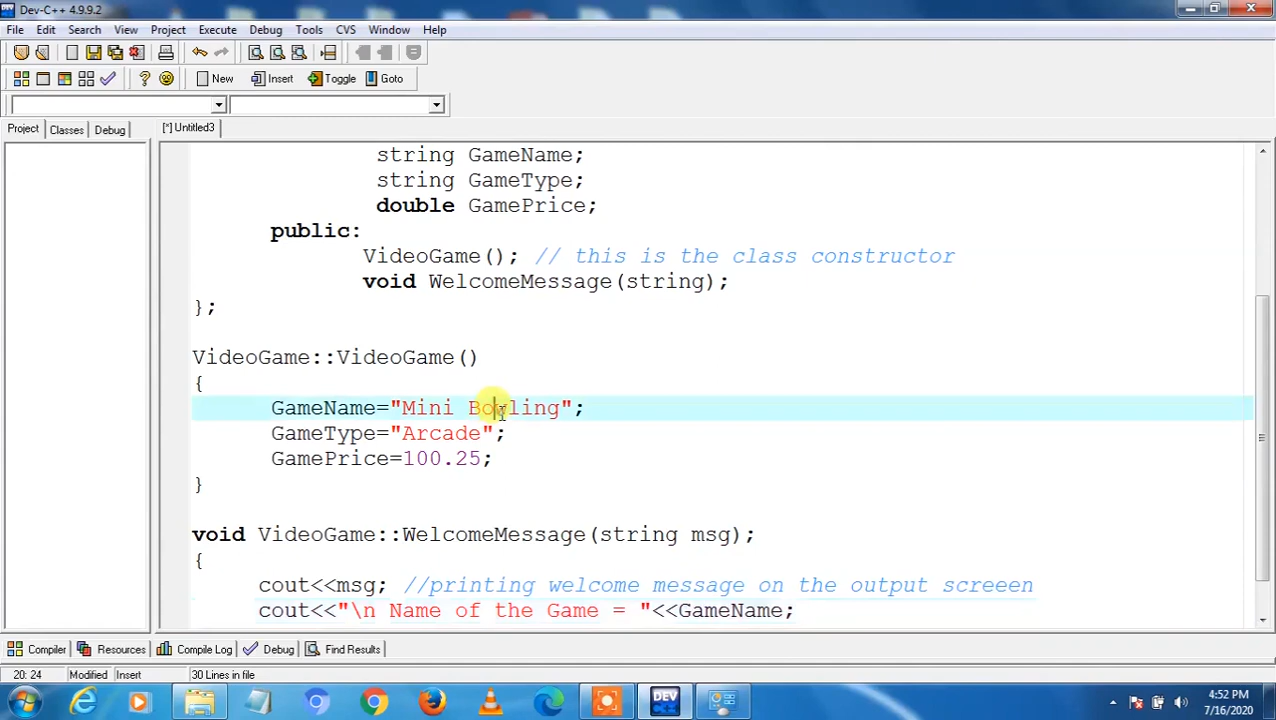 Dev-C++ 4.9.9.2
File Edit Search View Project Execute Debug Tools CVS Window Help
New Insert Toggle Goto
Project Classes Debug [*] Untitled3
string GameName;
string GameType;
double GamePrice;
public:
VideoGame(); // this is the class constructor
void WelcomeMessage(string);
};
VideoGame::VideoGame()
{
GameName="Mini Bowling";
GameType="Arcade";
GamePrice=100.25;
}
void VideoGame::WelcomeMessage(string msg);
{
cout<<msg; //printing welcome message on the output screeen
cout<<"\n Name of the Game = "<<GameName;
Compiler Resources Compile Log Debug Find Results
20: 24 Modified Insert 30 Lines in file
DEV
4:52 PM
7/16/2020